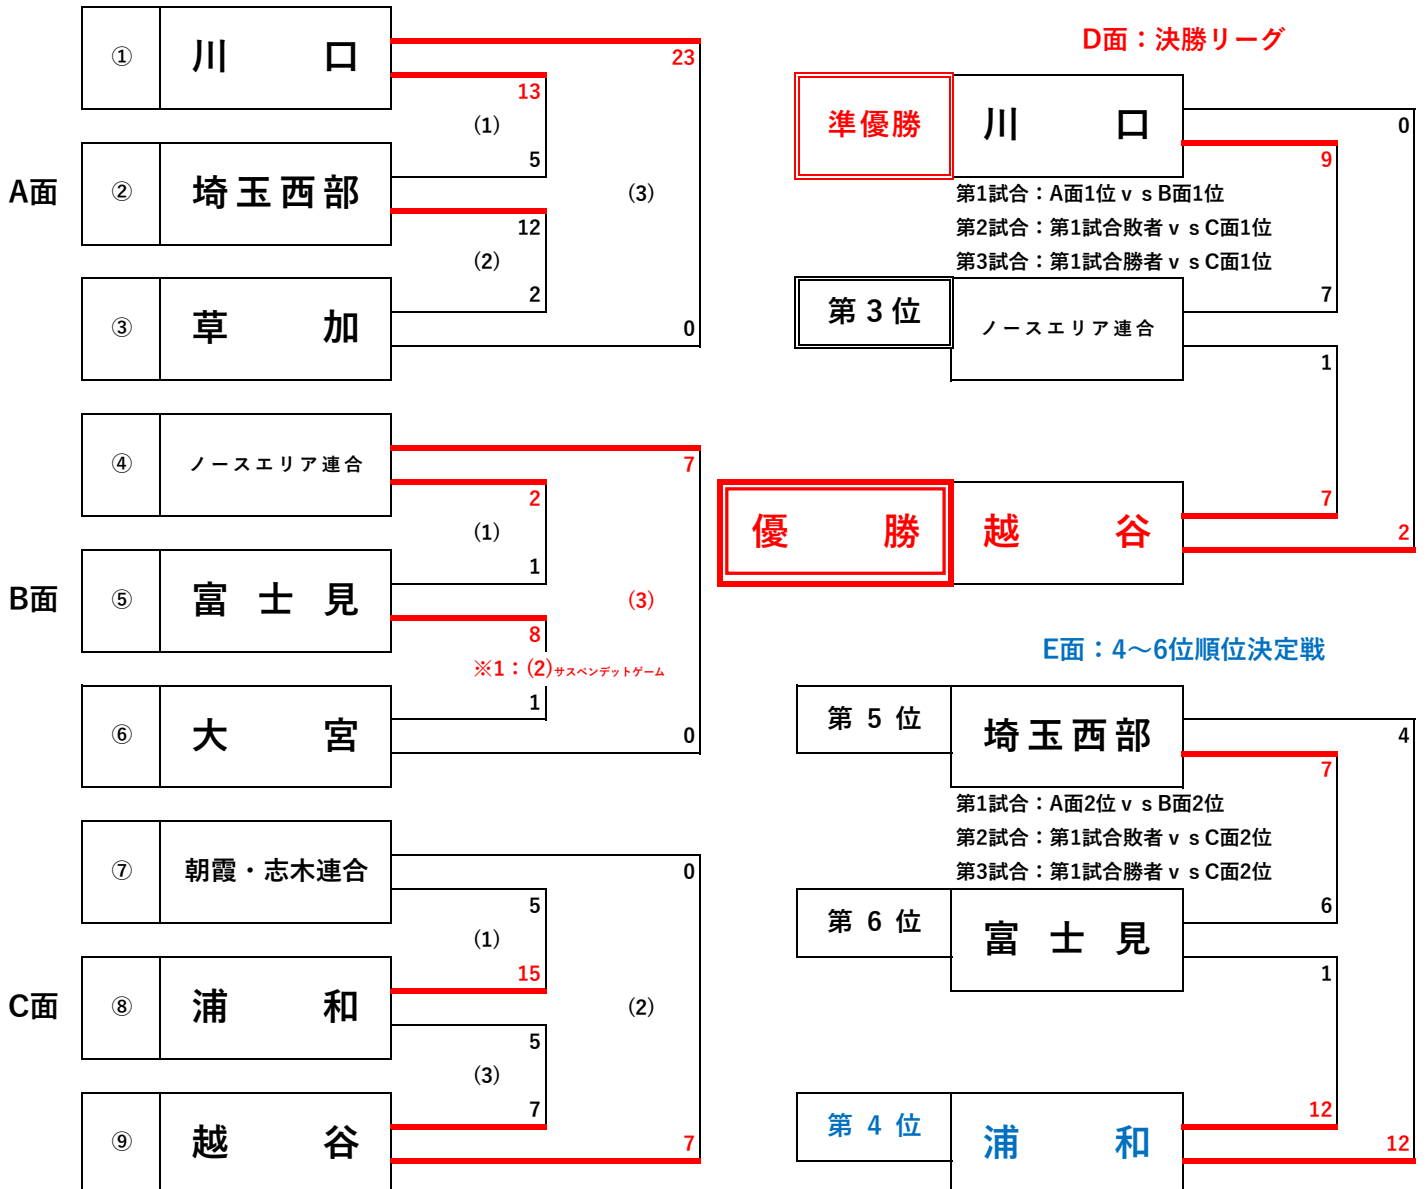 A面
① 川口
23
13
(1)
5
② 埼玉西部
(3)
12
(2)
2
③ 草加
0
B面
④ ノースエリア連合
7
2
(1)
1
⑤ 富士見
(3)
8
※1：(2)サスペンデットゲーム
1
⑥ 大宮
0
C面
⑦ 朝霞・志木連合
0
5
(1)
15
⑧ 浦和
(2)
5
(3)
7
⑨ 越谷
7
D面：決勝リーグ
準優勝 川口
0
9
第1試合：A面1位ｖｓB面1位
第2試合：第1試合敗者ｖｓC面1位
第3試合：第1試合勝者ｖｓC面1位
7
第3位 ノースエリア連合
1
7
優勝 越谷
2
E面：4～6位順位決定戦
第5位 埼玉西部
4
7
第1試合：A面2位ｖｓB面2位
第2試合：第1試合敗者ｖｓC面2位
第3試合：第1試合勝者ｖｓC面2位
6
第6位 富士見
1
12
第4位 浦和
12